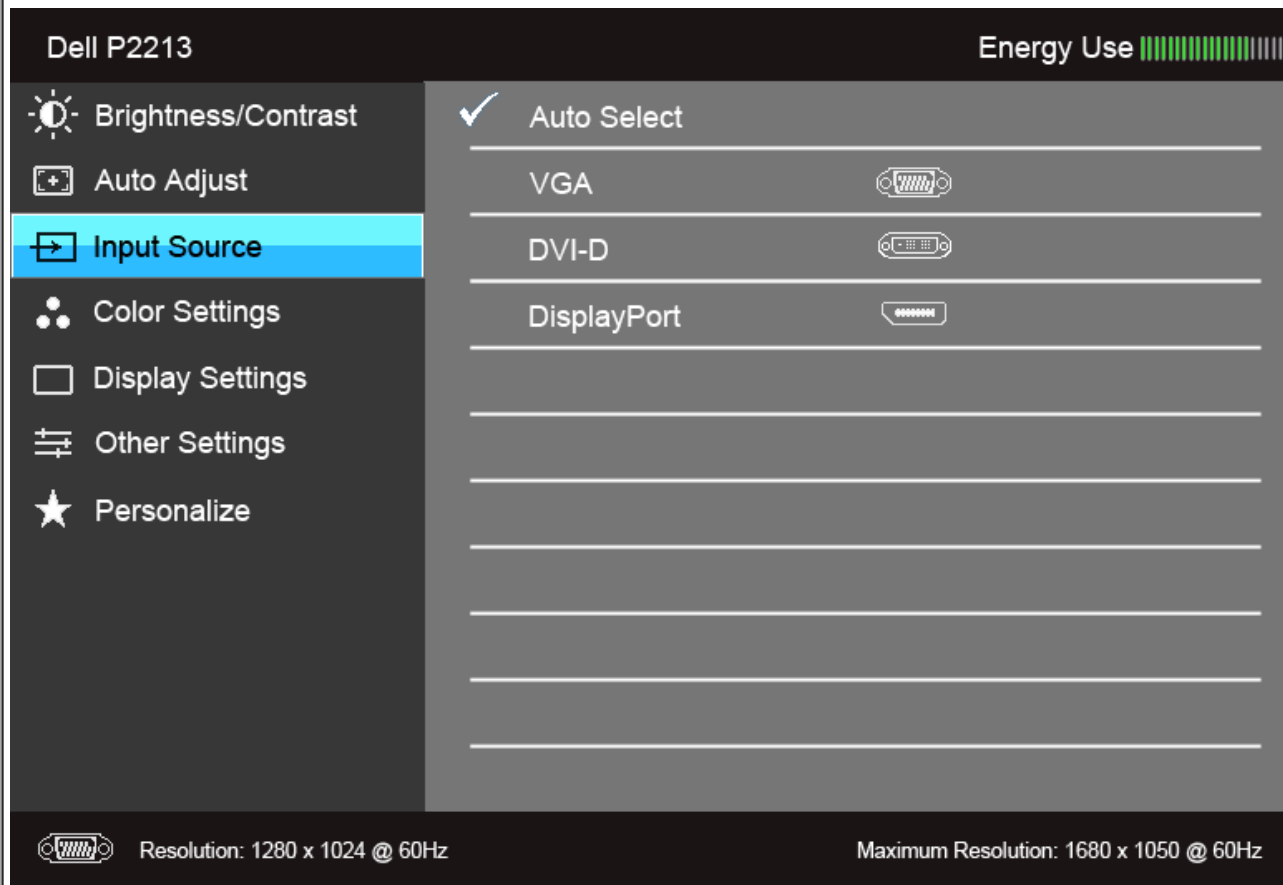 Dell P2213
Energy Use
Brightness/Contrast
Auto Adjust
Input Source
Color Settings
Display Settings
Other Settings
Personalize
Auto Select
VGA
DVI-D
DisplayPort
Resolution: 1280 x 1024 @ 60Hz
Maximum Resolution: 1680 x 1050 @ 60Hz